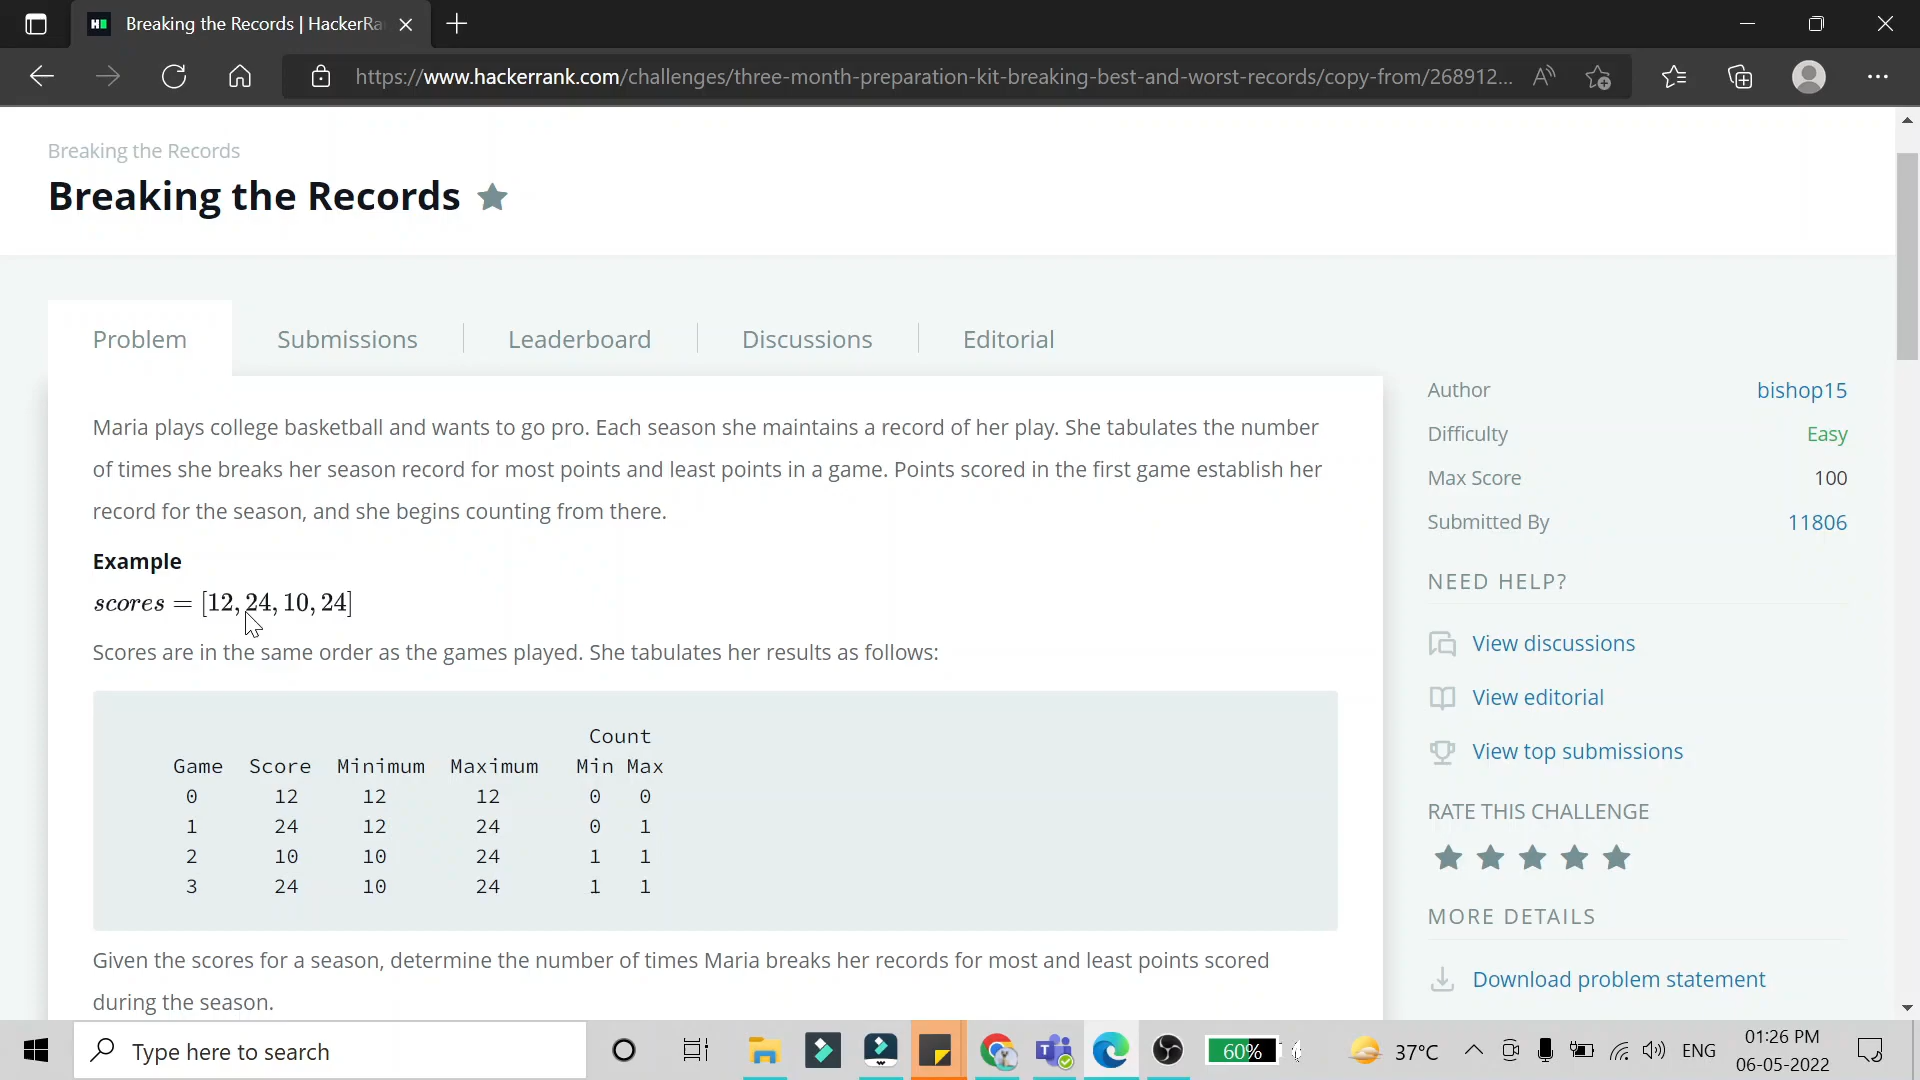 Breaking the Records | HackerRa
https://www.hackerrank.com/challenges/three-month-preparation-kit-breaking-best-and-worst-records/copy-from/268912...
Breaking the Records
Breaking the Records
Problem
Submissions
Leaderboard
Discussions
Editorial
Maria plays college basketball and wants to go pro. Each season she maintains a record of her play. She tabulates the number
of times she breaks her season record for most points and least points in a game. Points scored in the first game establish her
record for the season, and she begins counting from there.
Example
scores = [12, 24, 10, 24]
Scores are in the same order as the games played. She tabulates her results as follows:
Count
Game Score Minimum Maximum Min Max
0 12 12 12 0 0
1 24 12 24 0 1
2 10 10 24 1 1
3 24 10 24 1 1
Given the scores for a season, determine the number of times Maria breaks her records for most and least points scored
during the season.
Author bishop15
Difficulty Easy
Max Score 100
Submitted By 11806
NEED HELP?
View discussions
View editorial
View top submissions
RATE THIS CHALLENGE
MORE DETAILS
Download problem statement
Type here to search
60%
37°C
ENG
01:26 PM
06-05-2022